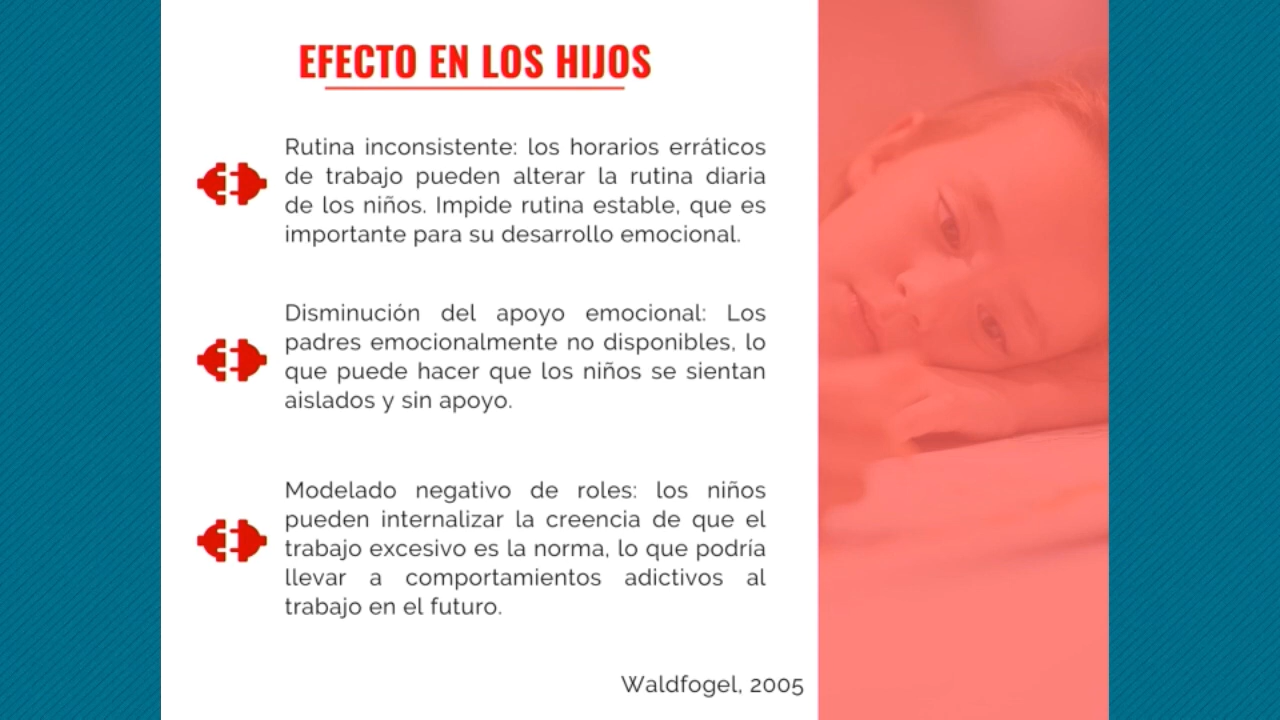 EFECTO EN LOS HIJOS
Rutina inconsistente: los horarios erráticos
de trabajo pueden alterar la rutina diaria
de los niños. Impide rutina estable, que es
importante para su desarrollo emocional.
Disminución del apoyo emocional: Los
padres emocionalmente no disponibles, lo
que puede hacer que los niños se sientan
aislados y sin apoyo.
Modelado negativo de roles: los niños
pueden internalizar la creencia de que el
trabajo excesivo es la norma, lo que podría
llevar a comportamientos adictivos al
trabajo en el futuro.
Waldfogel, 2005